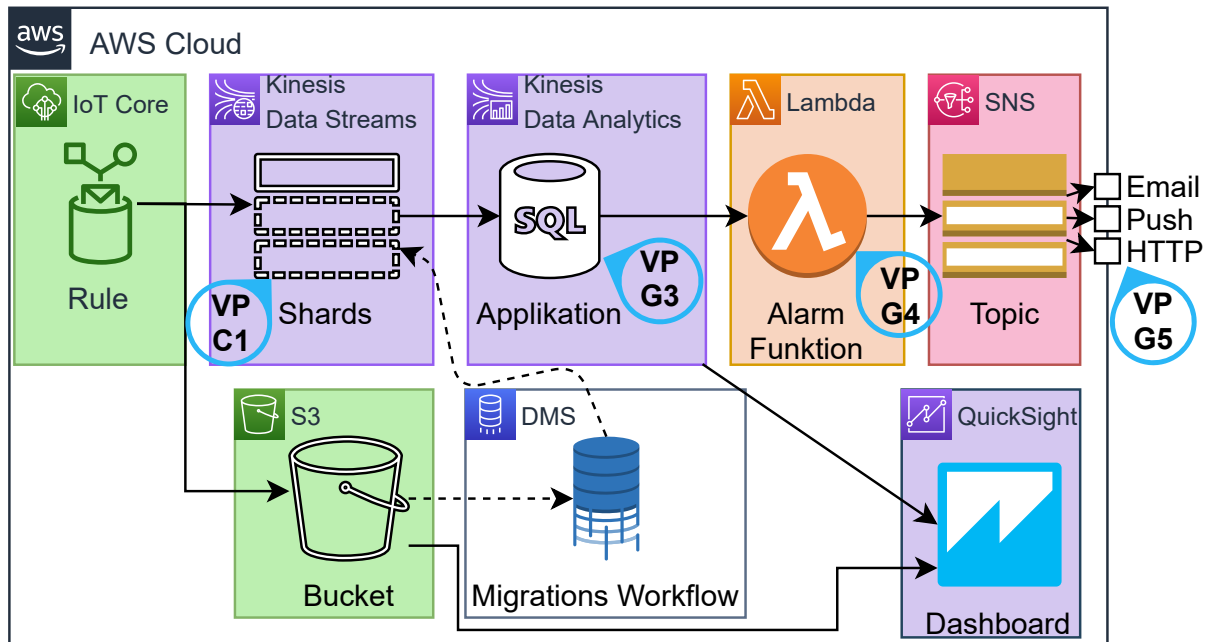 aws
AWS Cloud
IoT Core
Rule
Kinesis
Data Streams
VP
C1
Shards
Kinesis
Data Analytics
SQL
Applikation
VP
G3
Lambda
Alarm
Funktion
VP
G4
SNS
Topic
Email
Push
HTTP
VP
G5
S3
Bucket
DMS
Migrations Workflow
QuickSight
Dashboard